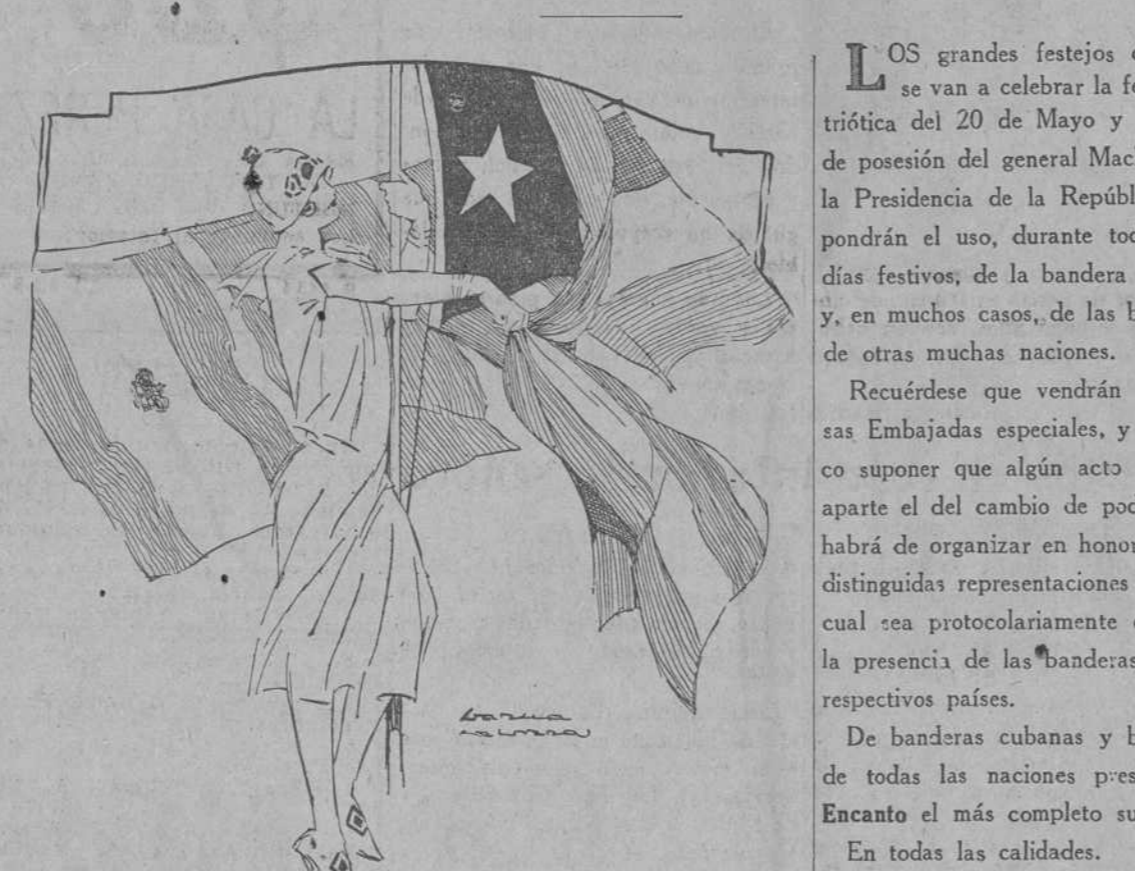 LOS grandes festejos
se van a celebrar la
triótica del 20 de Mayo y
de posesión del general
la Presidencia de la
pondrán el uso, durante
días festivos, de la bandera
y, en muchos casos, de las
de otras muchas naciones.
Recuérdese que vendrán
sas Embajadas especiales, y
co suponer que algún acto
aparte el del cambio de
habrá de organizar en honor
distinguidas representaciones
cual sea protocolariamente
la presencia de las banderas
respectivos países.
De banderas cubanas y
de todas las naciones
Encanto el más completo
En todas las calidades.